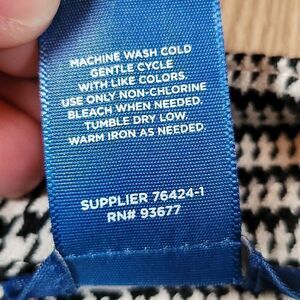 MACHINE WASH COLD
GENTLE CYCLE
WITH LIKE COLORS.
USE ONLY NON-CHLORINE
BLEACH WHEN NEEDED.
TUMBLE DRY LOW.
WARM IRON AS NEEDED.
SUPPLIER 76424-1
RN# 93677